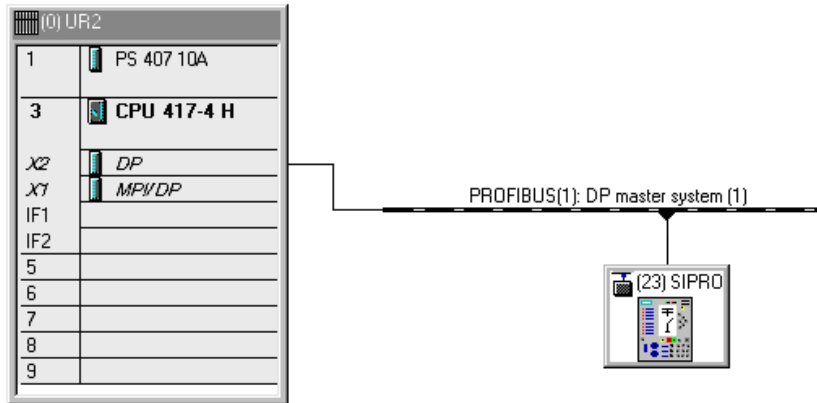 (0) UR2
1 PS 407 10A
3 CPU 417-4 H
X2 DP
X1 MPI/DP
IF1
IF2
5
6
7
8
9
PROFIBUS(1): DP master system (1)
(23) SIPRO